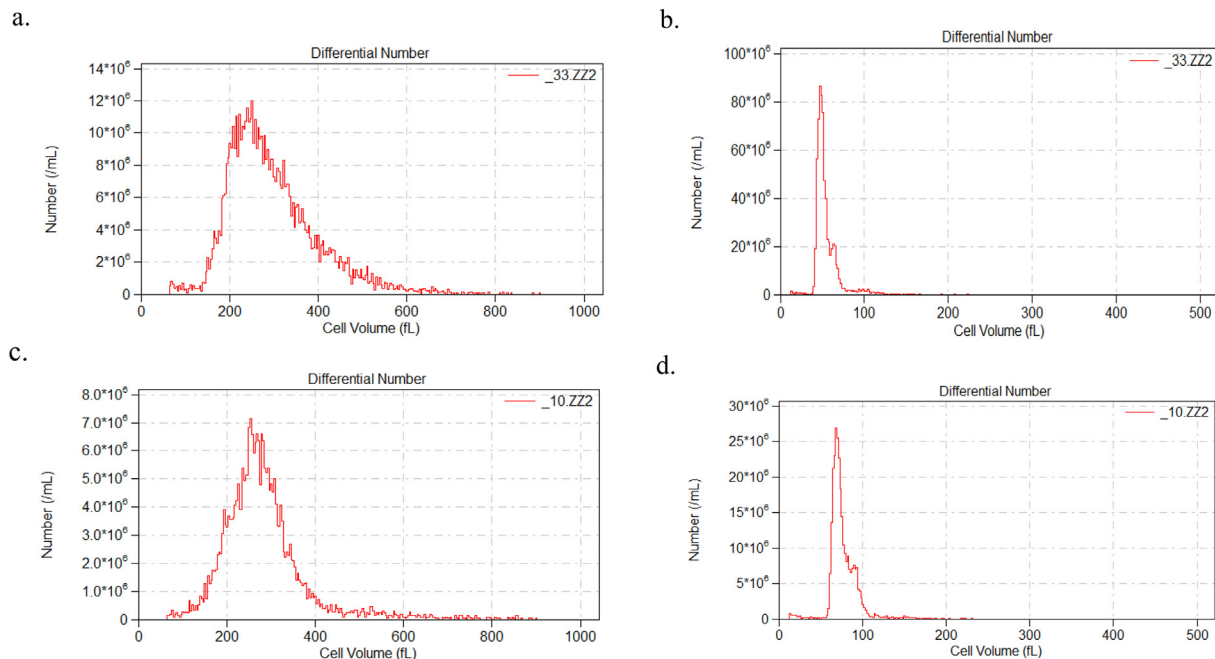 a.
Differential Number
_33.ZZ2
14*10⁶
12*10⁶
10*10⁶
8*10⁶
6*10⁶
4*10⁶
2*10⁶
0
Number (/mL)
0 200 400 600 800 1000
Cell Volume (fL)
b.
Differential Number
_33.ZZ2
100*10⁶
80*10⁶
60*10⁶
40*10⁶
20*10⁶
0
Number (/mL)
0 100 200 300 400 500
Cell Volume (fL)
c.
Differential Number
_10.ZZ2
8.0*10⁶
7.0*10⁶
6.0*10⁶
5.0*10⁶
4.0*10⁶
3.0*10⁶
2.0*10⁶
1.0*10⁶
0
Number (/mL)
0 200 400 600 800 1000
Cell Volume (fL)
d.
Differential Number
_10.ZZ2
30*10⁶
25*10⁶
20*10⁶
15*10⁶
10*10⁶
5*10⁶
0
Number (/mL)
0 100 200 300 400 500
Cell Volume (fL)